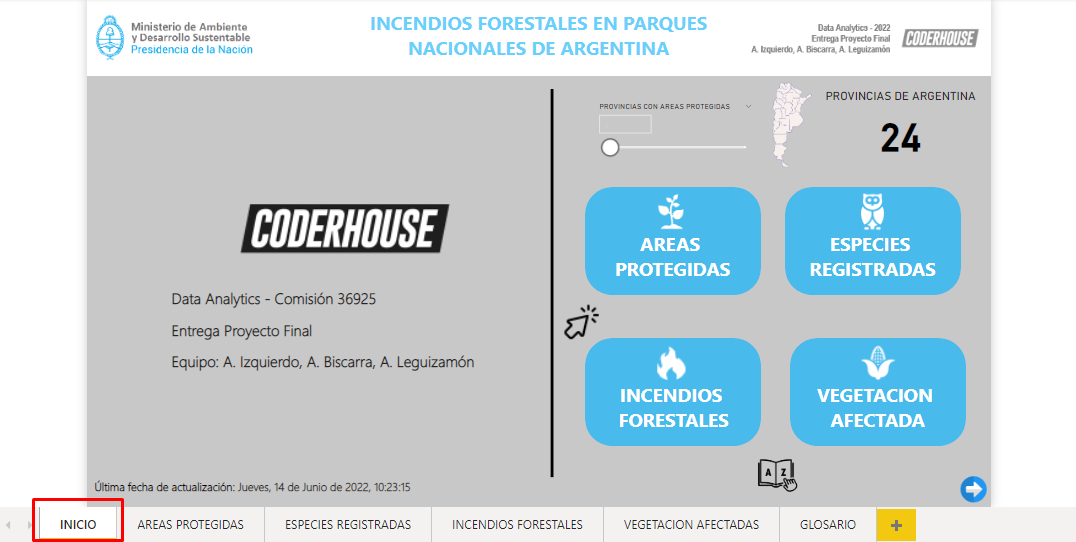 Ministerio de Ambiente
y Desarrollo Sustentable
Presidencia de la Nación
INCENDIOS FORESTALES EN PARQUES
NACIONALES DE ARGENTINA
Data Analytics - 2022
Entrega Proyecto Final
A. Izquierdo, A. Biscarra, A. Leguizamón
CODERHOUSE
PROVINCIAS CON AREAS PROTEGIDAS
PROVINCIAS DE ARGENTINA
24
CODERHOUSE
Data Analytics - Comisión 36925
Entrega Proyecto Final
Equipo: A. Izquierdo, A. Biscarra, A. Leguizamón
AREAS
PROTEGIDAS
ESPECIES
REGISTRADAS
INCENDIOS
FORESTALES
VEGETACION
AFECTADA
A Z
Última fecha de actualización: Jueves, 14 de Junio de 2022, 10:23:15
INICIO
AREAS PROTEGIDAS
ESPECIES REGISTRADAS
INCENDIOS FORESTALES
VEGETACION AFECTADAS
GLOSARIO
+